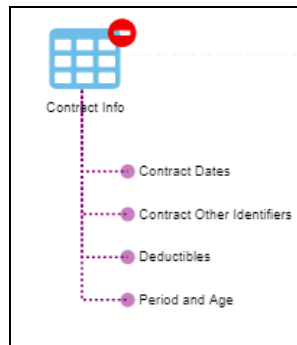 Contract Info
Contract Dates
Contract Other Identifiers
Deductibles
Period and Age